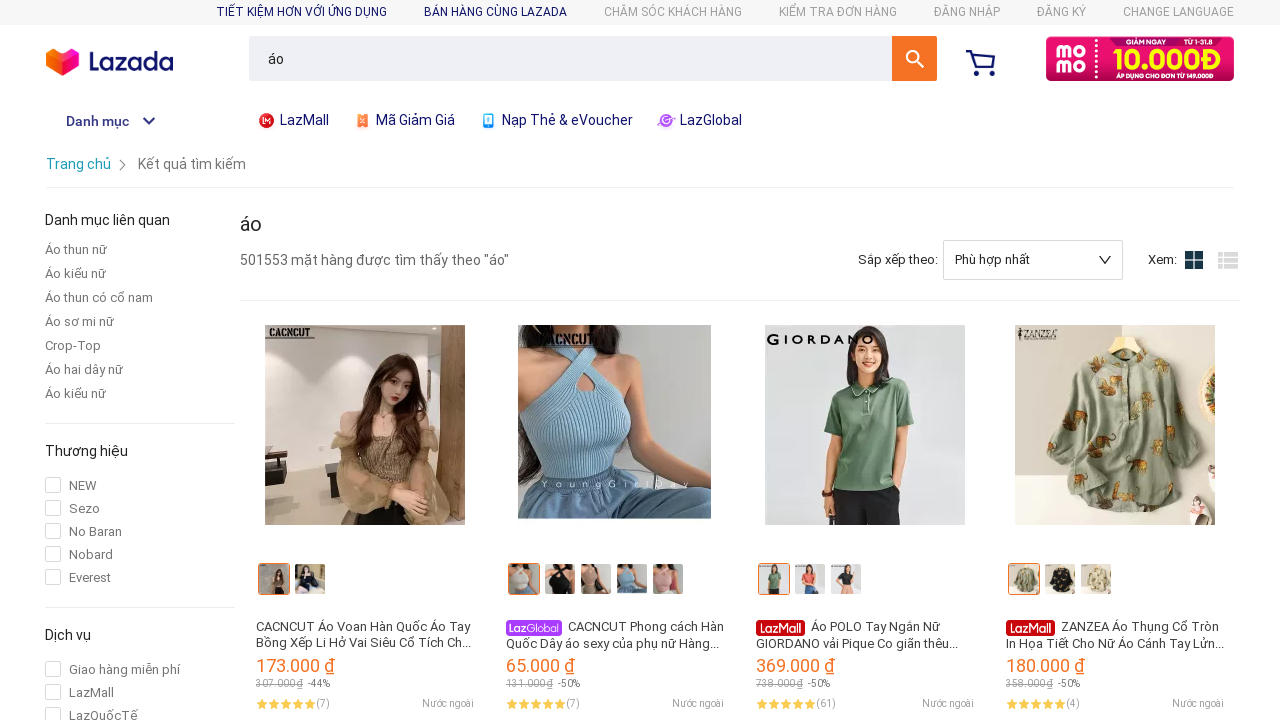 TIẾT KIỆM HƠN VỚI ỨNG DỤNG BÁN HÀNG CÙNG LAZADA CHĂM SÓC KHÁCH HÀNG KIỂM TRA ĐƠN HÀNG ĐĂNG NHẬP ĐĂNG KÝ CHANGE LANGUAGE
Lazada
áo
mo mo
GIẢM NGAY TỪ 1-31.8
10.000Đ
ÁP DỤNG CHO ĐƠN TỪ 149.000Đ
Danh mục
LazMall Mã Giảm Giá Nạp Thẻ & eVoucher LazGlobal
Trang chủ Kết quả tìm kiếm
Danh mục liên quan
Áo thun nữ
Áo kiểu nữ
Áo thun có cổ nam
Áo sơ mi nữ
Crop-Top
Áo hai dây nữ
Áo kiểu nữ
Thương hiệu
NEW
Sezo
No Baran
Nobard
Everest
Dịch vụ
Giao hàng miễn phí
LazMall
LazQuốcTế
áo
501553 mặt hàng được tìm thấy theo "áo"
Sắp xếp theo: Phù hợp nhất Xem:
CACNCUT
CACNCUT Áo Voan Hàn Quốc Áo Tay
Bồng Xếp Li Hở Vai Siêu Cổ Tích Ch...
173.000 ₫
307.000 ₫ -44%
(7) Nước ngoài
CACNCUT
YoungGirlDay
LazGlobal CACNCUT Phong cách Hàn
Quốc Dây áo sexy của phụ nữ Hàng...
65.000 ₫
131.000 ₫ -50%
(7) Nước ngoài
GIORDANO
LazMall Áo POLO Tay Ngắn Nữ
GIORDANO vải Pique Co giãn thêu...
369.000 ₫
738.000 ₫ -50%
(61) Nước ngoài
ZANZEA
LazMall ZANZEA Áo Thụng Cổ Tròn
In Họa Tiết Cho Nữ Áo Cánh Tay Lửn...
180.000 ₫
358.000 ₫ -50%
(4) Nước ngoài